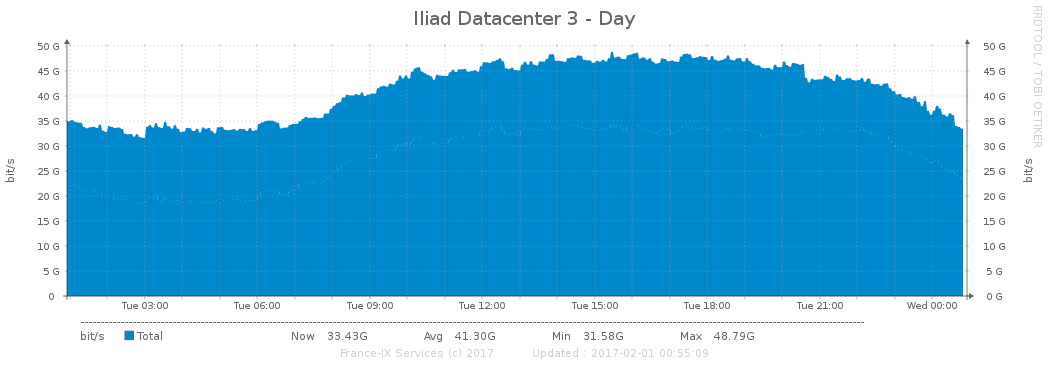 Iliad Datacenter 3 - Day
RRDTOOL / TOBI OETIKER
50 G 50 G
45 G 45 G
40 G 40 G
35 G 35 G
30 G 30 G
25 G 25 G
20 G 20 G
15 G 15 G
10 G 10 G
5 G 5 G
0 0 G
bit/s bit/s
Tue 03:00 Tue 06:00 Tue 09:00 Tue 12:00 Tue 15:00 Tue 18:00 Tue 21:00 Wed 00:00
bit/s Total Now 33.43G Avg 41.30G Min 31.58G Max 48.79G
France-IX Services (c) 2017 Updated : 2017-02-01 00:55:09